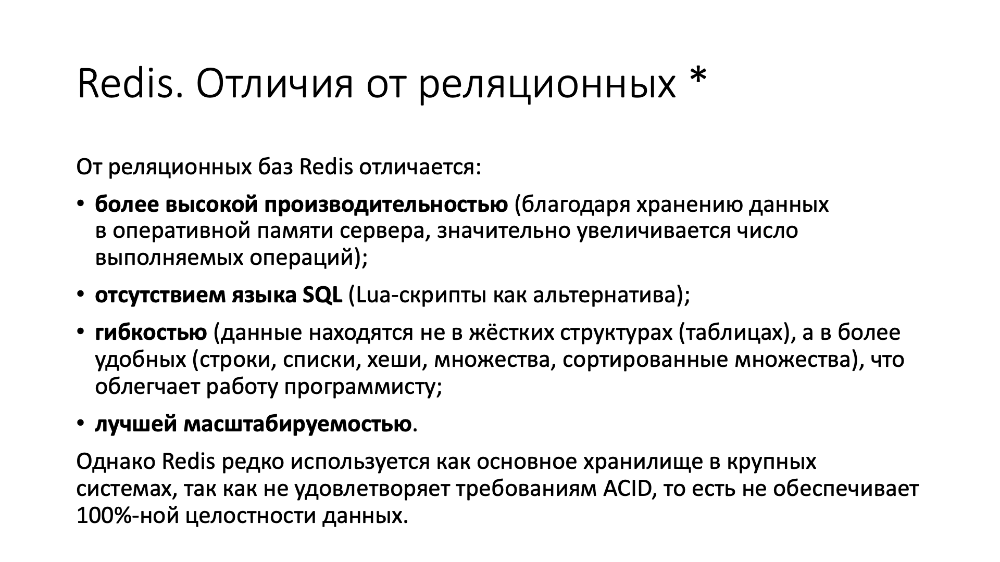 Redis. Отличия от реляционных *
От реляционных баз Redis отличается:
• более высокой производительностью (благодаря хранению данных
в оперативной памяти сервера, значительно увеличивается число
выполняемых операций);
• отсутствием языка SQL (Lua-скрипты как альтернатива);
• гибкостью (данные находятся не в жёстких структурах (таблицах), а в более
удобных (строки, списки, хеши, множества, сортированные множества), что
облегчает работу программисту;
• лучшей масштабируемостью.
Однако Redis редко используется как основное хранилище в крупных
системах, так как не удовлетворяет требованиям ACID, то есть не обеспечивает
100%-ной целостности данных.